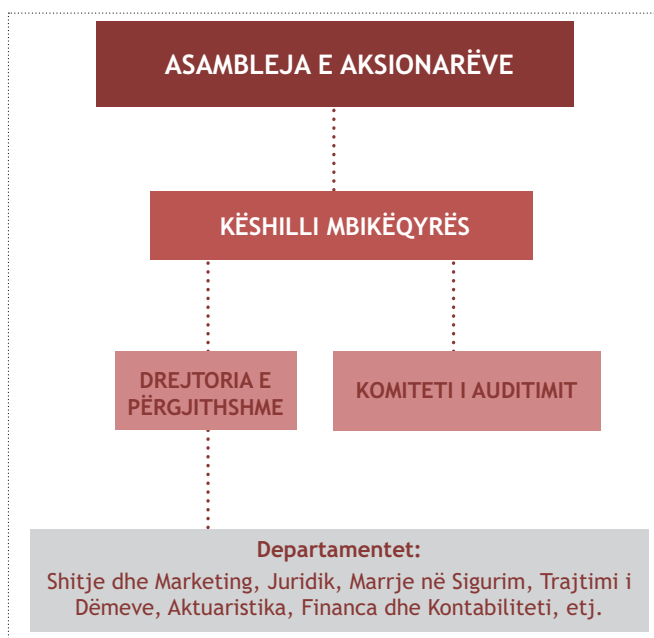 ASAMBLEJA E AKSIONARËVE
KËSHILLI MBIKËQYRËS
DREJTORIA E
PËRGJITHSHME
KOMITETI I AUDITIMIT
Departamentet:
Shitje dhe Marketing, Juridik, Marrje në Sigurim, Trajtimi i
Dëmeve, Aktuaristika, Financa dhe Kontabiliteti, etj.